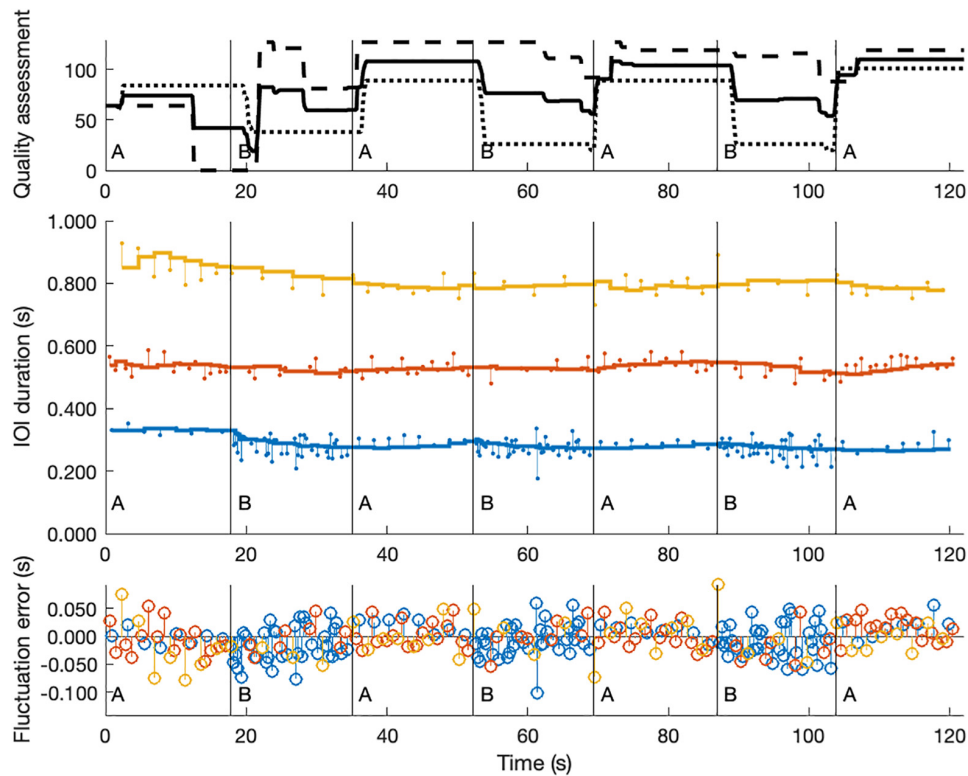 Quality assessment
100
50
0
A B A B A B A
0 20 40 60 80 100 120
IOI duration (s)
1.000
0.800
0.600
0.400
0.200
0.000
A B A B A B A
0 20 40 60 80 100 120
Fluctuation error (s)
0.050
0.000
-0.050
-0.100
A B A B A B A
0 20 40 60 80 100 120
Time (s)